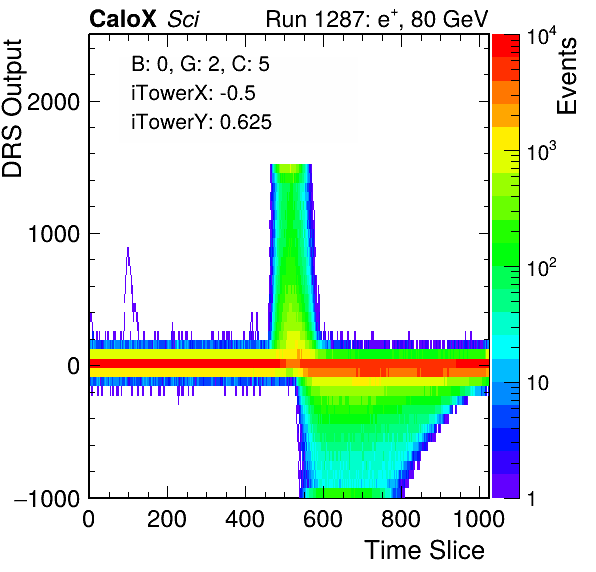 CaloX Sci Run 1287: e⁺, 80 GeV
B: 0, G: 2, C: 5
iTowerX: -0.5
iTowerY: 0.625
DRS Output
2000
1000
0
−1000
0 200 400 600 800 1000
Time Slice
Events
10⁴
10³
10²
10
1